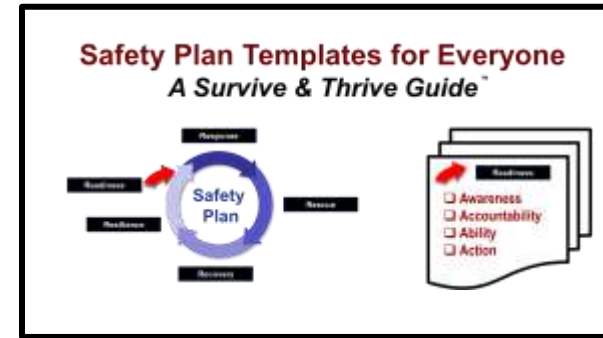 Safety Plan Templates for Everyone
A Survive & Thrive Guide™
Response
Readiness
Safety
Plan
Rescue
Resilience
Recovery
Readiness
Awareness
Accountability
Ability
Action